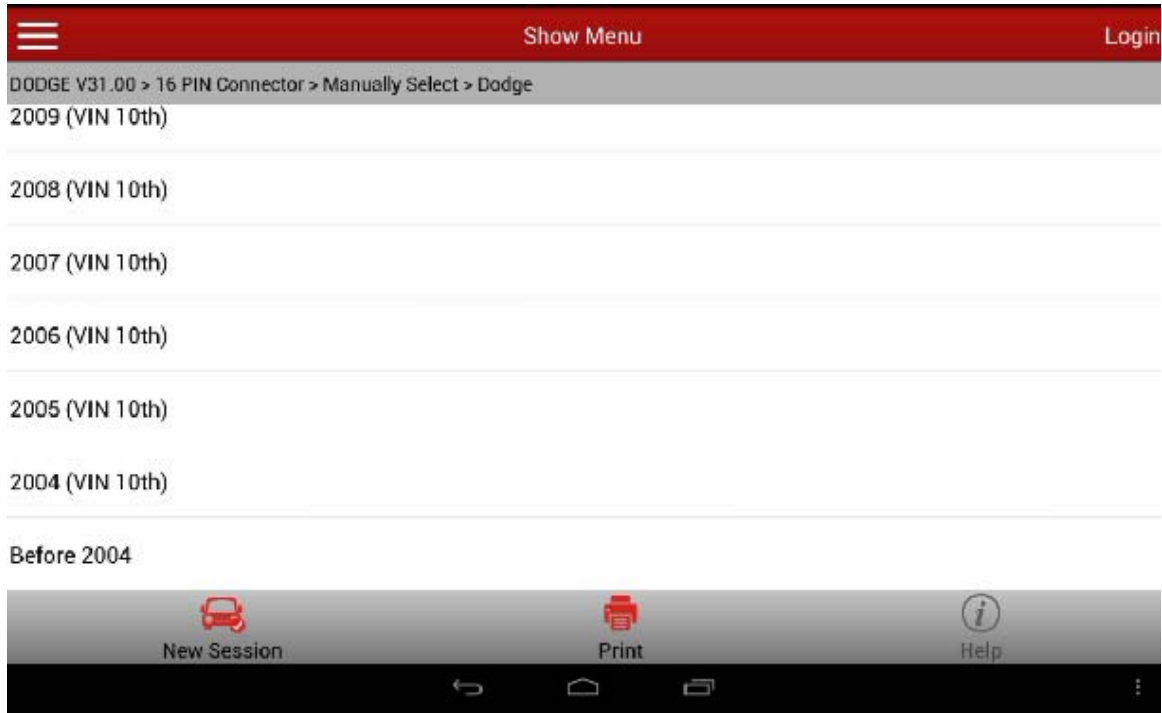 Show Menu
Login
DODGE V31.00 > 16 PIN Connector > Manually Select > Dodge
2009 (VIN 10th)
2008 (VIN 10th)
2007 (VIN 10th)
2006 (VIN 10th)
2005 (VIN 10th)
2004 (VIN 10th)
Before 2004
New Session
Print
Help